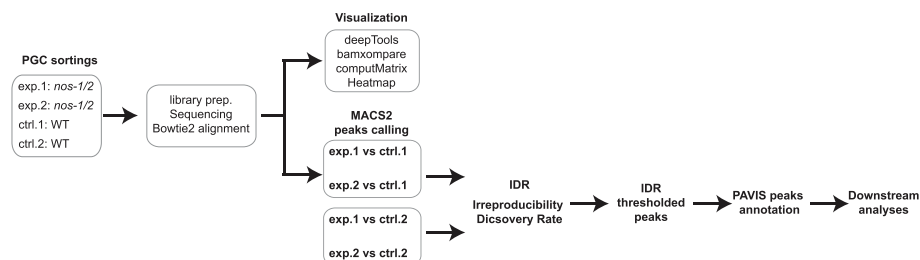 Visualization
deepTools
bamxompare
computMatrix
Heatmap
PGC sortings
exp.1: nos-1/2
exp.2: nos-1/2
ctrl.1: WT
ctrl.2: WT
library prep.
Sequencing
Bowtie2 alignment
MACS2
peaks calling
exp.1 vs ctrl.1
exp.2 vs ctrl.1
exp.1 vs ctrl.2
exp.2 vs ctrl.2
IDR
Irreproducibility
Dicsovery Rate
IDR
thresholded
peaks
PAVIS peaks
annotation
Downstream
analyses